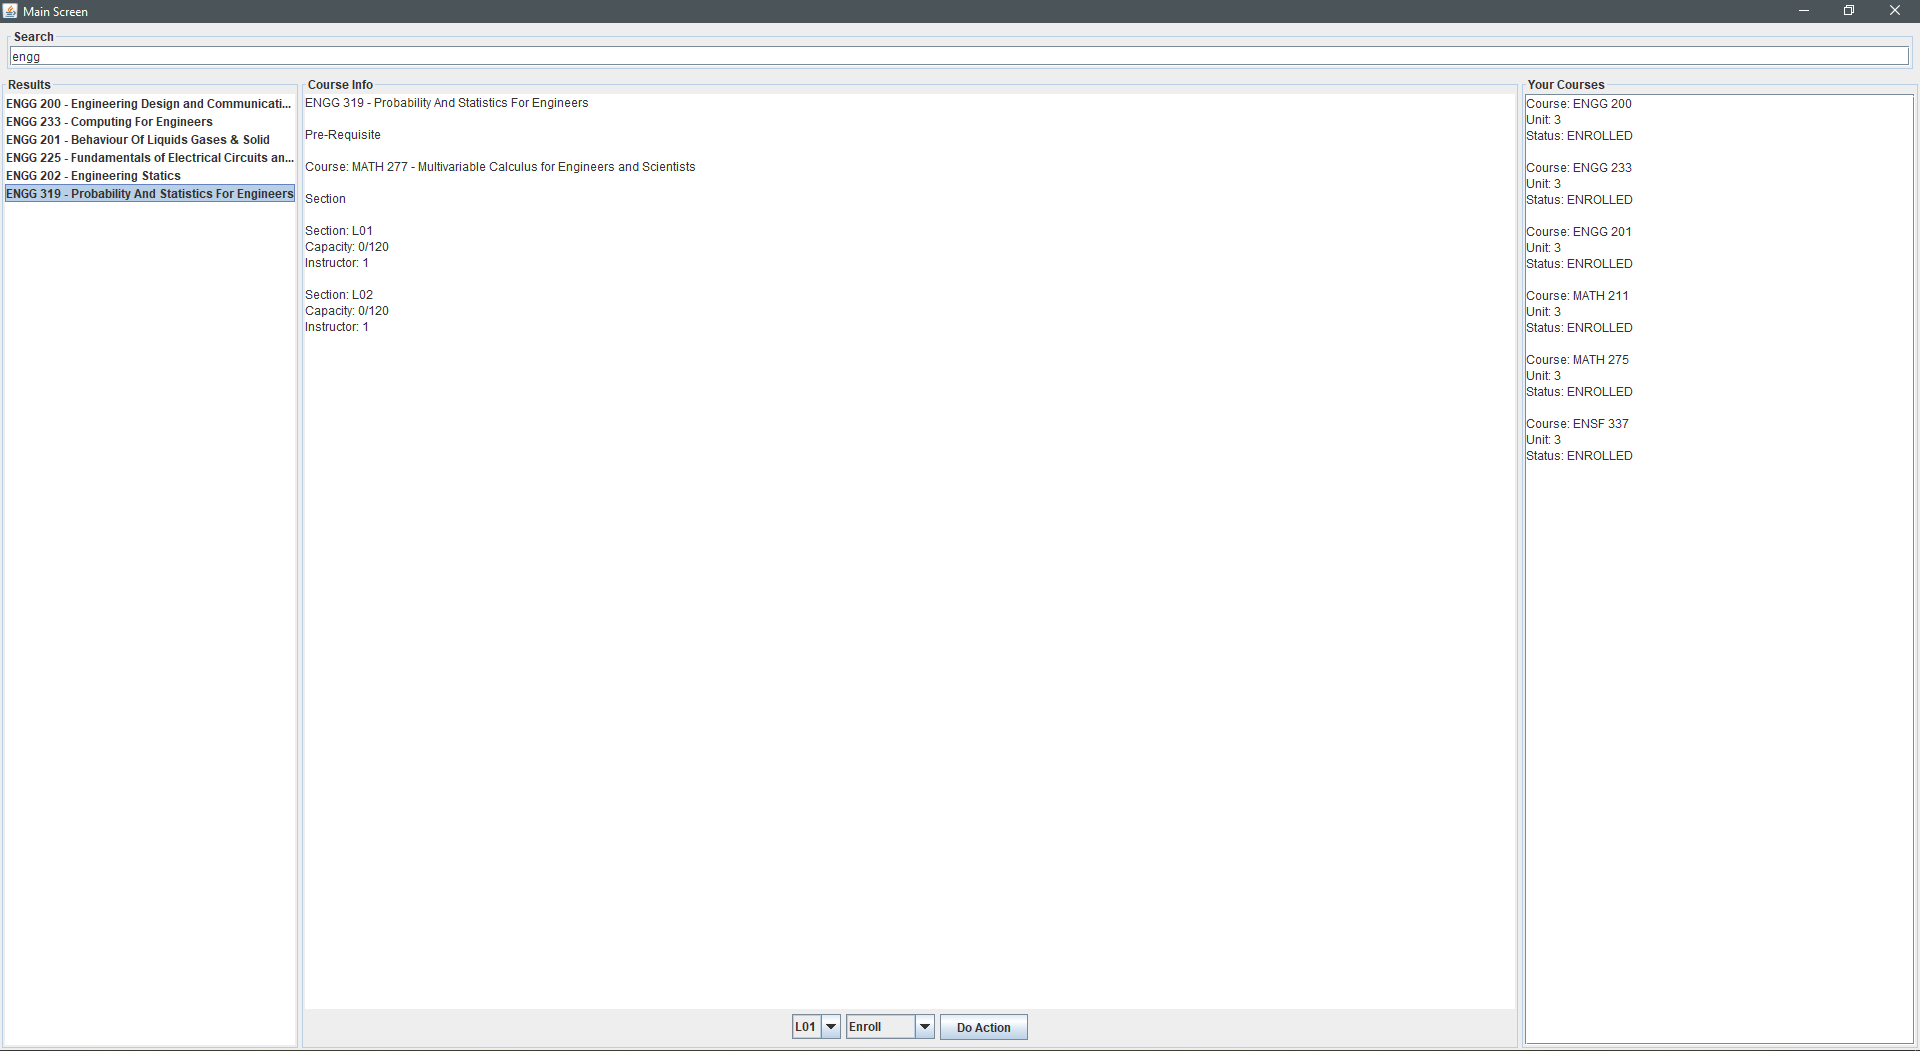 Main Screen
Search
engg
Results
ENGG 200 - Engineering Design and Communicati...
ENGG 233 - Computing For Engineers
ENGG 201 - Behaviour Of Liquids Gases & Solid
ENGG 225 - Fundamentals of Electrical Circuits an...
ENGG 202 - Engineering Statics
ENGG 319 - Probability And Statistics For Engineers
Course Info
ENGG 319 - Probability And Statistics For Engineers
Pre-Requisite
Course: MATH 277 - Multivariable Calculus for Engineers and Scientists
Section
Section: L01
Capacity: 0/120
Instructor: 1
Section: L02
Capacity: 0/120
Instructor: 1
L01
Enroll
Do Action
Your Courses
Course: ENGG 200
Unit: 3
Status: ENROLLED
Course: ENGG 233
Unit: 3
Status: ENROLLED
Course: ENGG 201
Unit: 3
Status: ENROLLED
Course: MATH 211
Unit: 3
Status: ENROLLED
Course: MATH 275
Unit: 3
Status: ENROLLED
Course: ENSF 337
Unit: 3
Status: ENROLLED